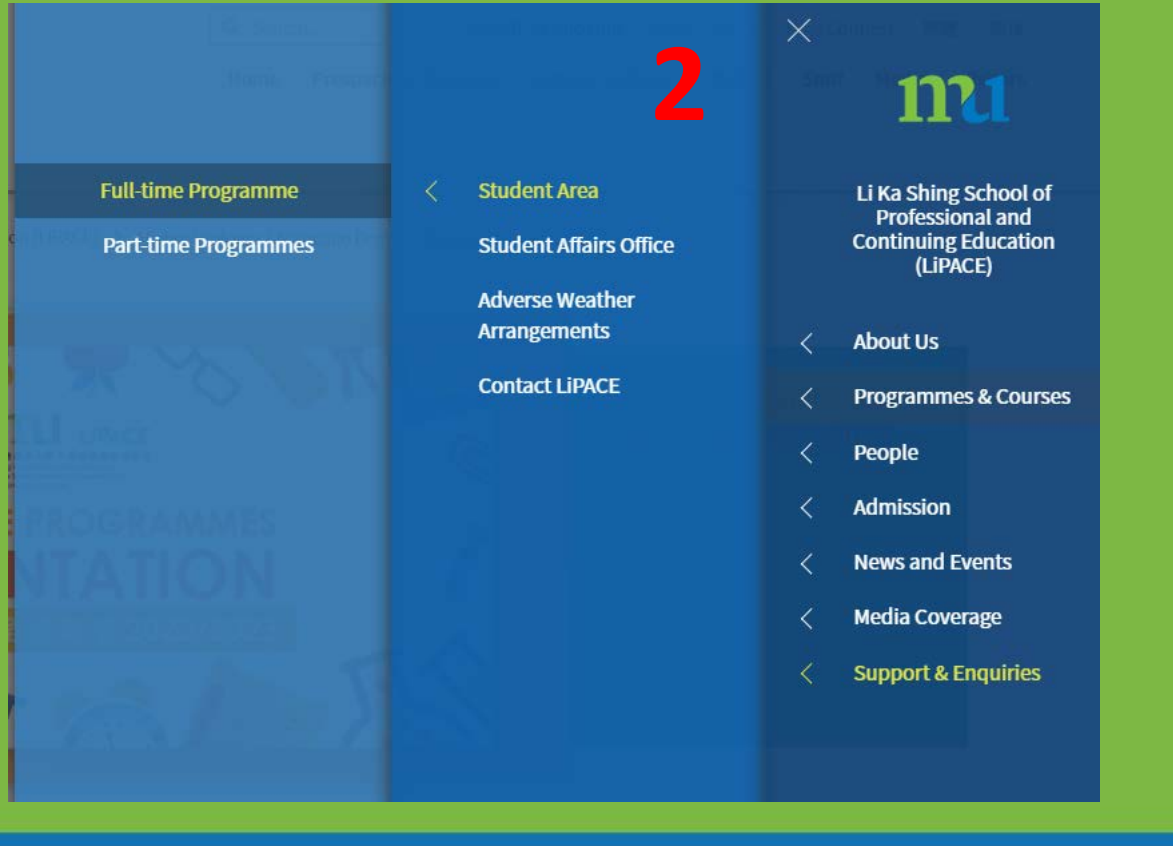 2
mu
Full-time Programme
Part-time Programmes
Student Area
Student Affairs Office
Adverse Weather
Arrangements
Contact LiPACE
Li Ka Shing School of
Professional and
Continuing Education
(LiPACE)
About Us
Programmes & Courses
People
Admission
News and Events
Media Coverage
Support & Enquiries
PROGRAMMES
NTATION